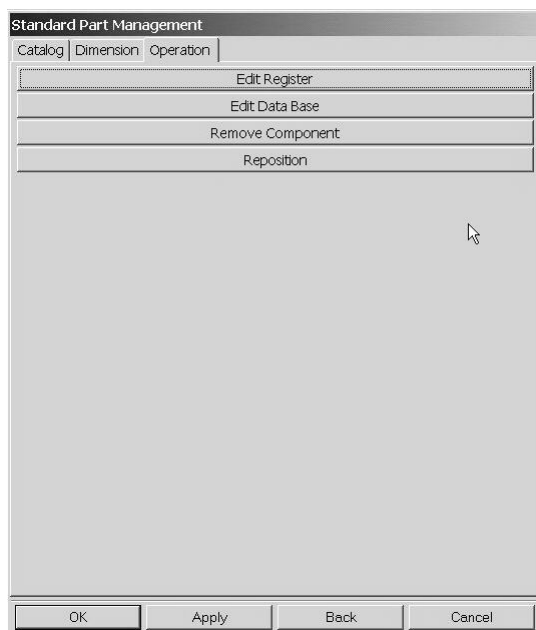 Standard Part Management
Catalog Dimension Operation
Edit Register
Edit Data Base
Remove Component
Reposition
OK Apply Back Cancel